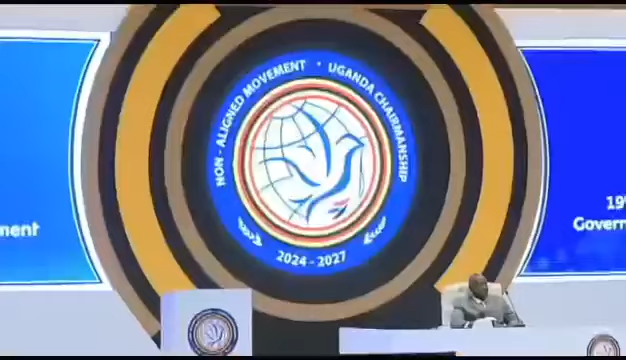 NON-ALIGNED MOVEMENT • UGANDA CHAIRMANSHIP
2024 - 2027
ment
19
Govern